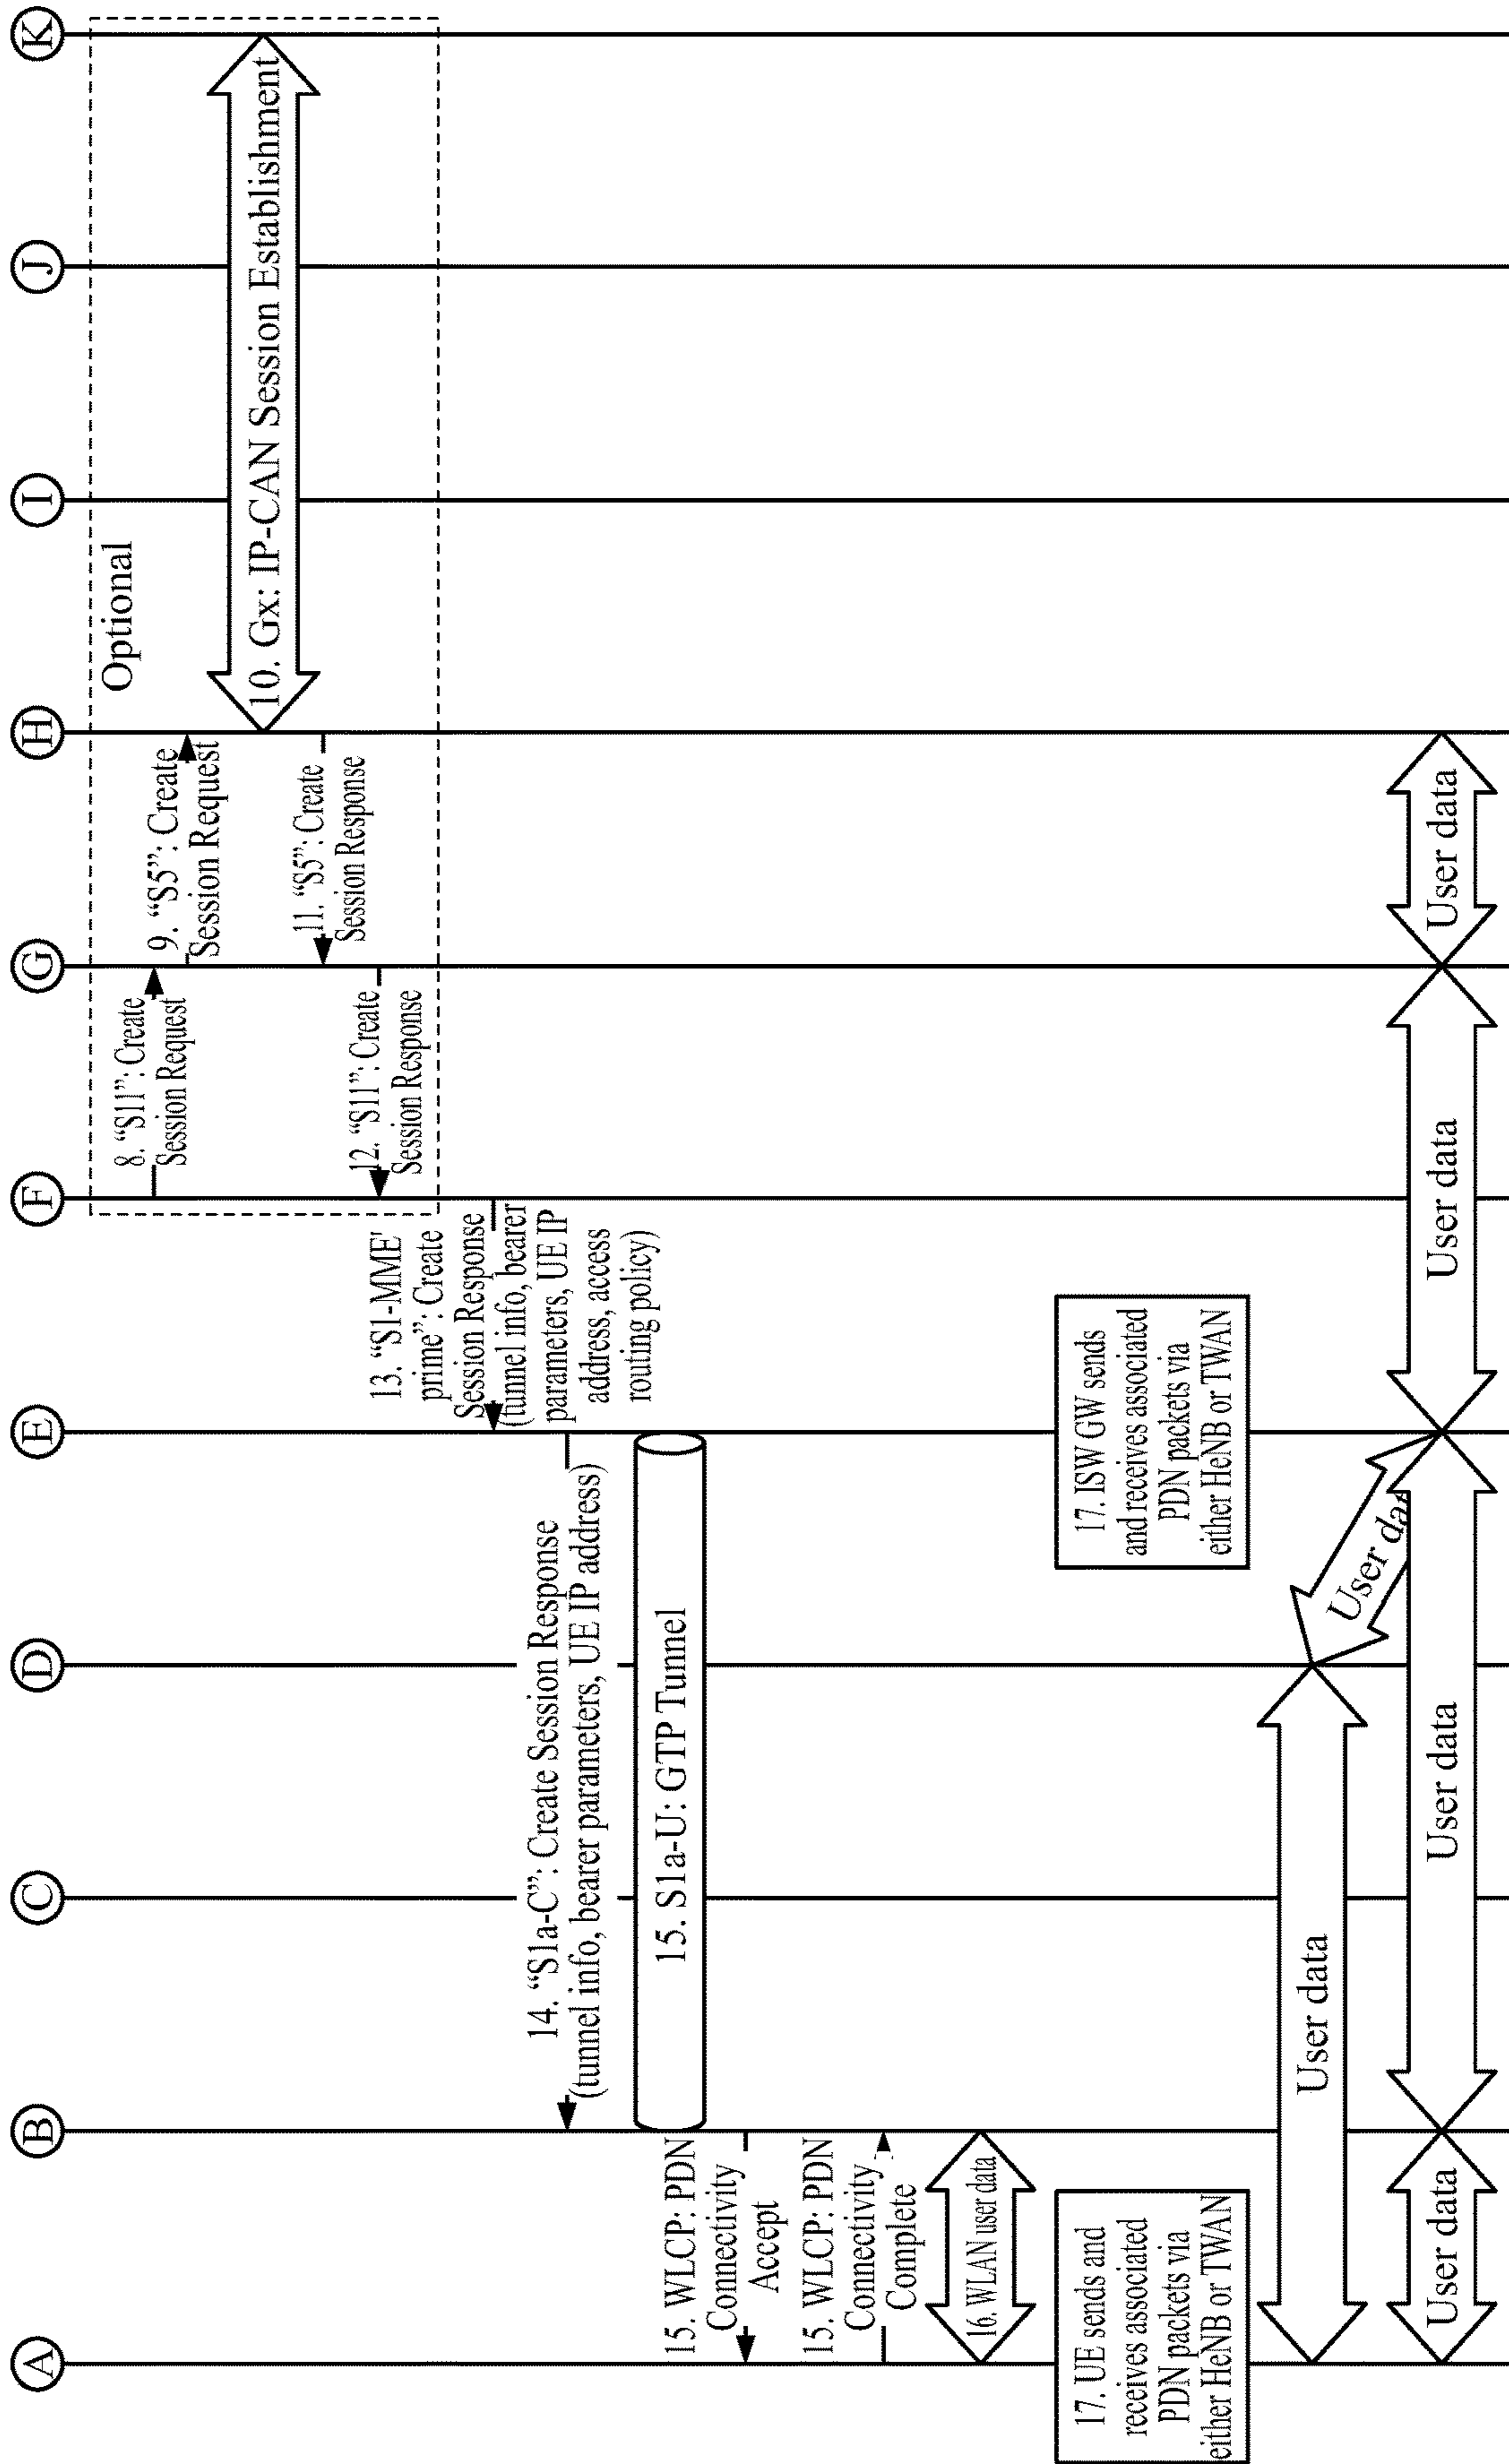 A
B
C
D
E
F
G
H
I
J
K
Optional
8. “S11”: Create
Session Request
9. “S5”: Create
Session Request
10. Gx: IP-CAN Session Establishment
11. “S5”: Create
Session Response
12. “S11”: Create
Session Response
13. “S1-MME'
prime”: Create
Session Response
(tunnel info, bearer
parameters, UE IP
address, access
routing policy)
14. “S1a-C”: Create Session Response
(tunnel info, bearer parameters, UE IP address)
15. S1a-U: GTP Tunnel
15. WLCP: PDN
Connectivity
Accept
15. WLCP: PDN
Connectivity
Complete
16. WLAN user data
17. UE sends and
receives associated
PDN packets via
either HeNB or TWAN
17. ISW GW sends
and receives associated
PDN packets via
either HeNB or TWAN
User data
User data
User data
User data
User data
User data